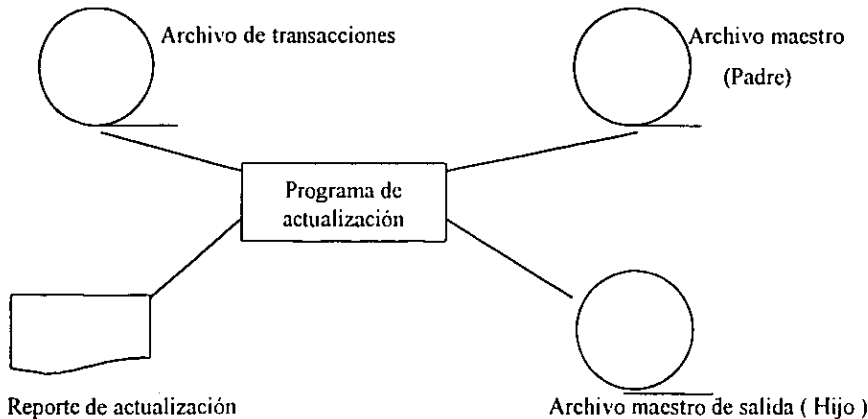 Archivo de transacciones
Archivo maestro
(Padre)
Programa de
actualización
Reporte de actualización
Archivo maestro de salida ( Hijo )